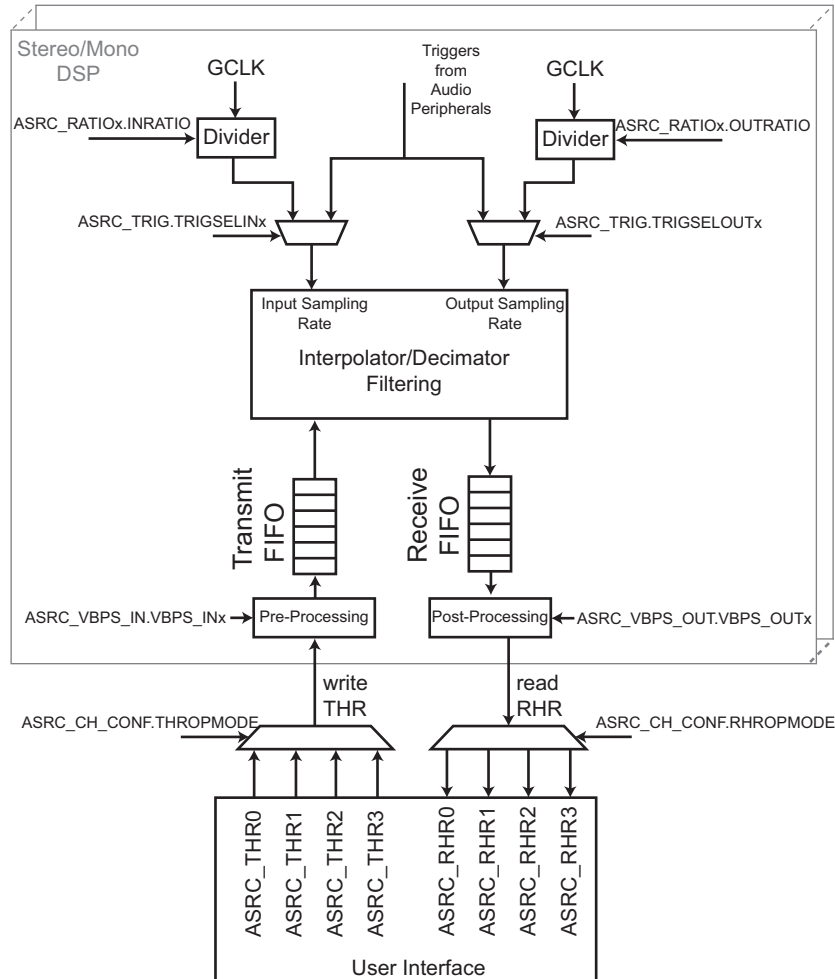 Stereo/Mono
DSP
GCLK
Triggers
from
Audio
Peripherals
GCLK
ASRC_RATIOx.INRATIO
Divider
Divider
ASRC_RATIOx.OUTRATIO
ASRC_TRIG.TRIGSELINx
ASRC_TRIG.TRIGSELOUTx
Input Sampling
Rate
Output Sampling
Rate
Interpolator/Decimator
Filtering
Transmit
FIFO
Receive
FIFO
ASRC_VBPS_IN.VBPS_INx
Pre-Processing
Post-Processing
ASRC_VBPS_OUT.VBPS_OUTx
write
THR
read
RHR
ASRC_CH_CONF.THROPMODE
ASRC_CH_CONF.RHROPMODE
ASRC_THR0
ASRC_THR1
ASRC_THR2
ASRC_THR3
ASRC_RHR0
ASRC_RHR1
ASRC_RHR2
ASRC_RHR3
User Interface